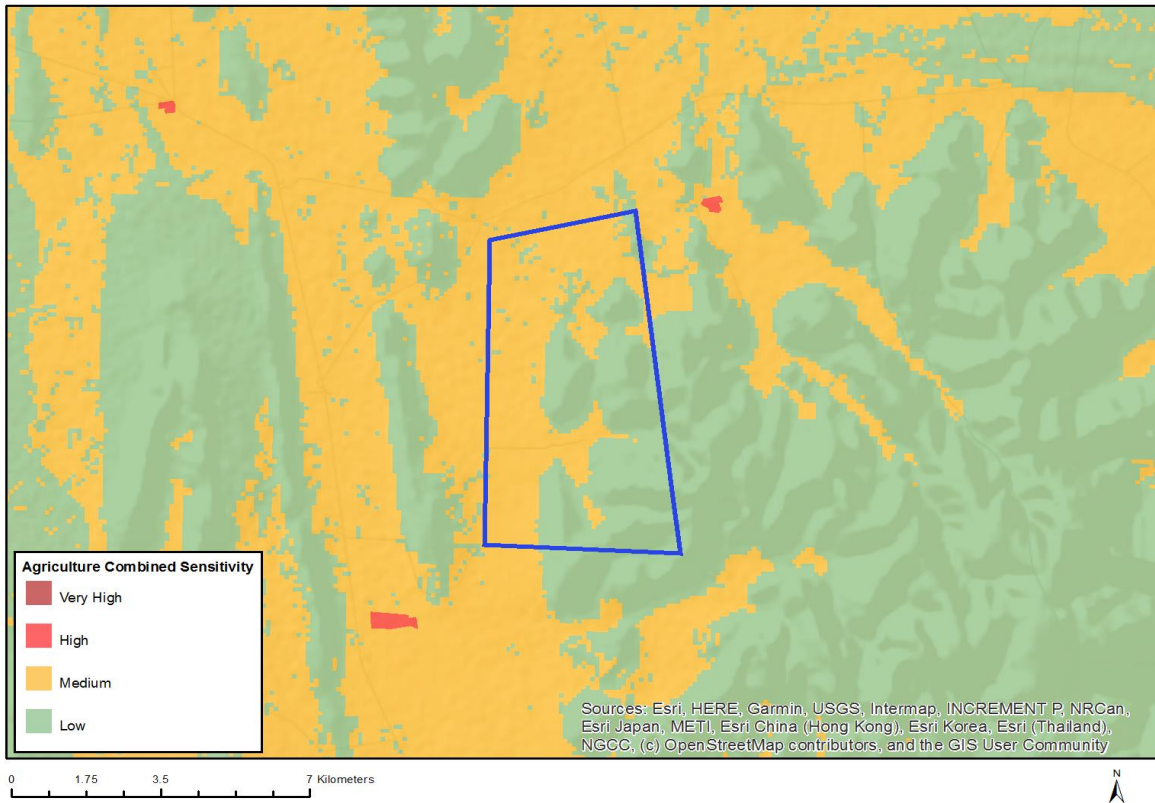 Agriculture Combined Sensitivity
Very High
High
Medium
Low
Sources: Esri, HERE, Garmin, USGS, Intermap, INCREMENT P, NRCan,
Esri Japan, METI, Esri China (Hong Kong), Esri Korea, Esri (Thailand),
NGCC, (c) OpenStreetMap contributors, and the GIS User Community
0 1.75 3.5 7 Kilometers
N